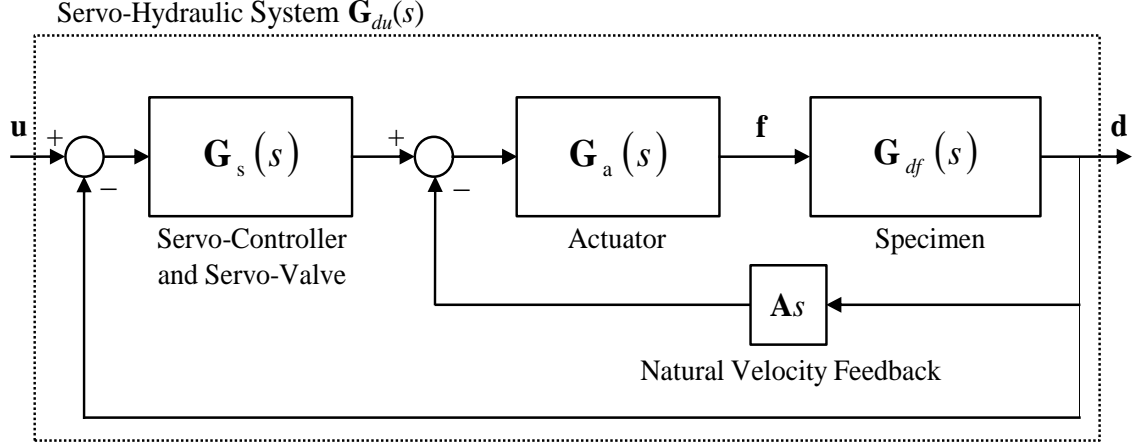 Servo-Hydraulic System G_du(s)
u
+
−
G_s(s)
Servo-Controller
and Servo-Valve
+
−
G_a(s)
Actuator
f
G_df(s)
Specimen
d
As
Natural Velocity Feedback